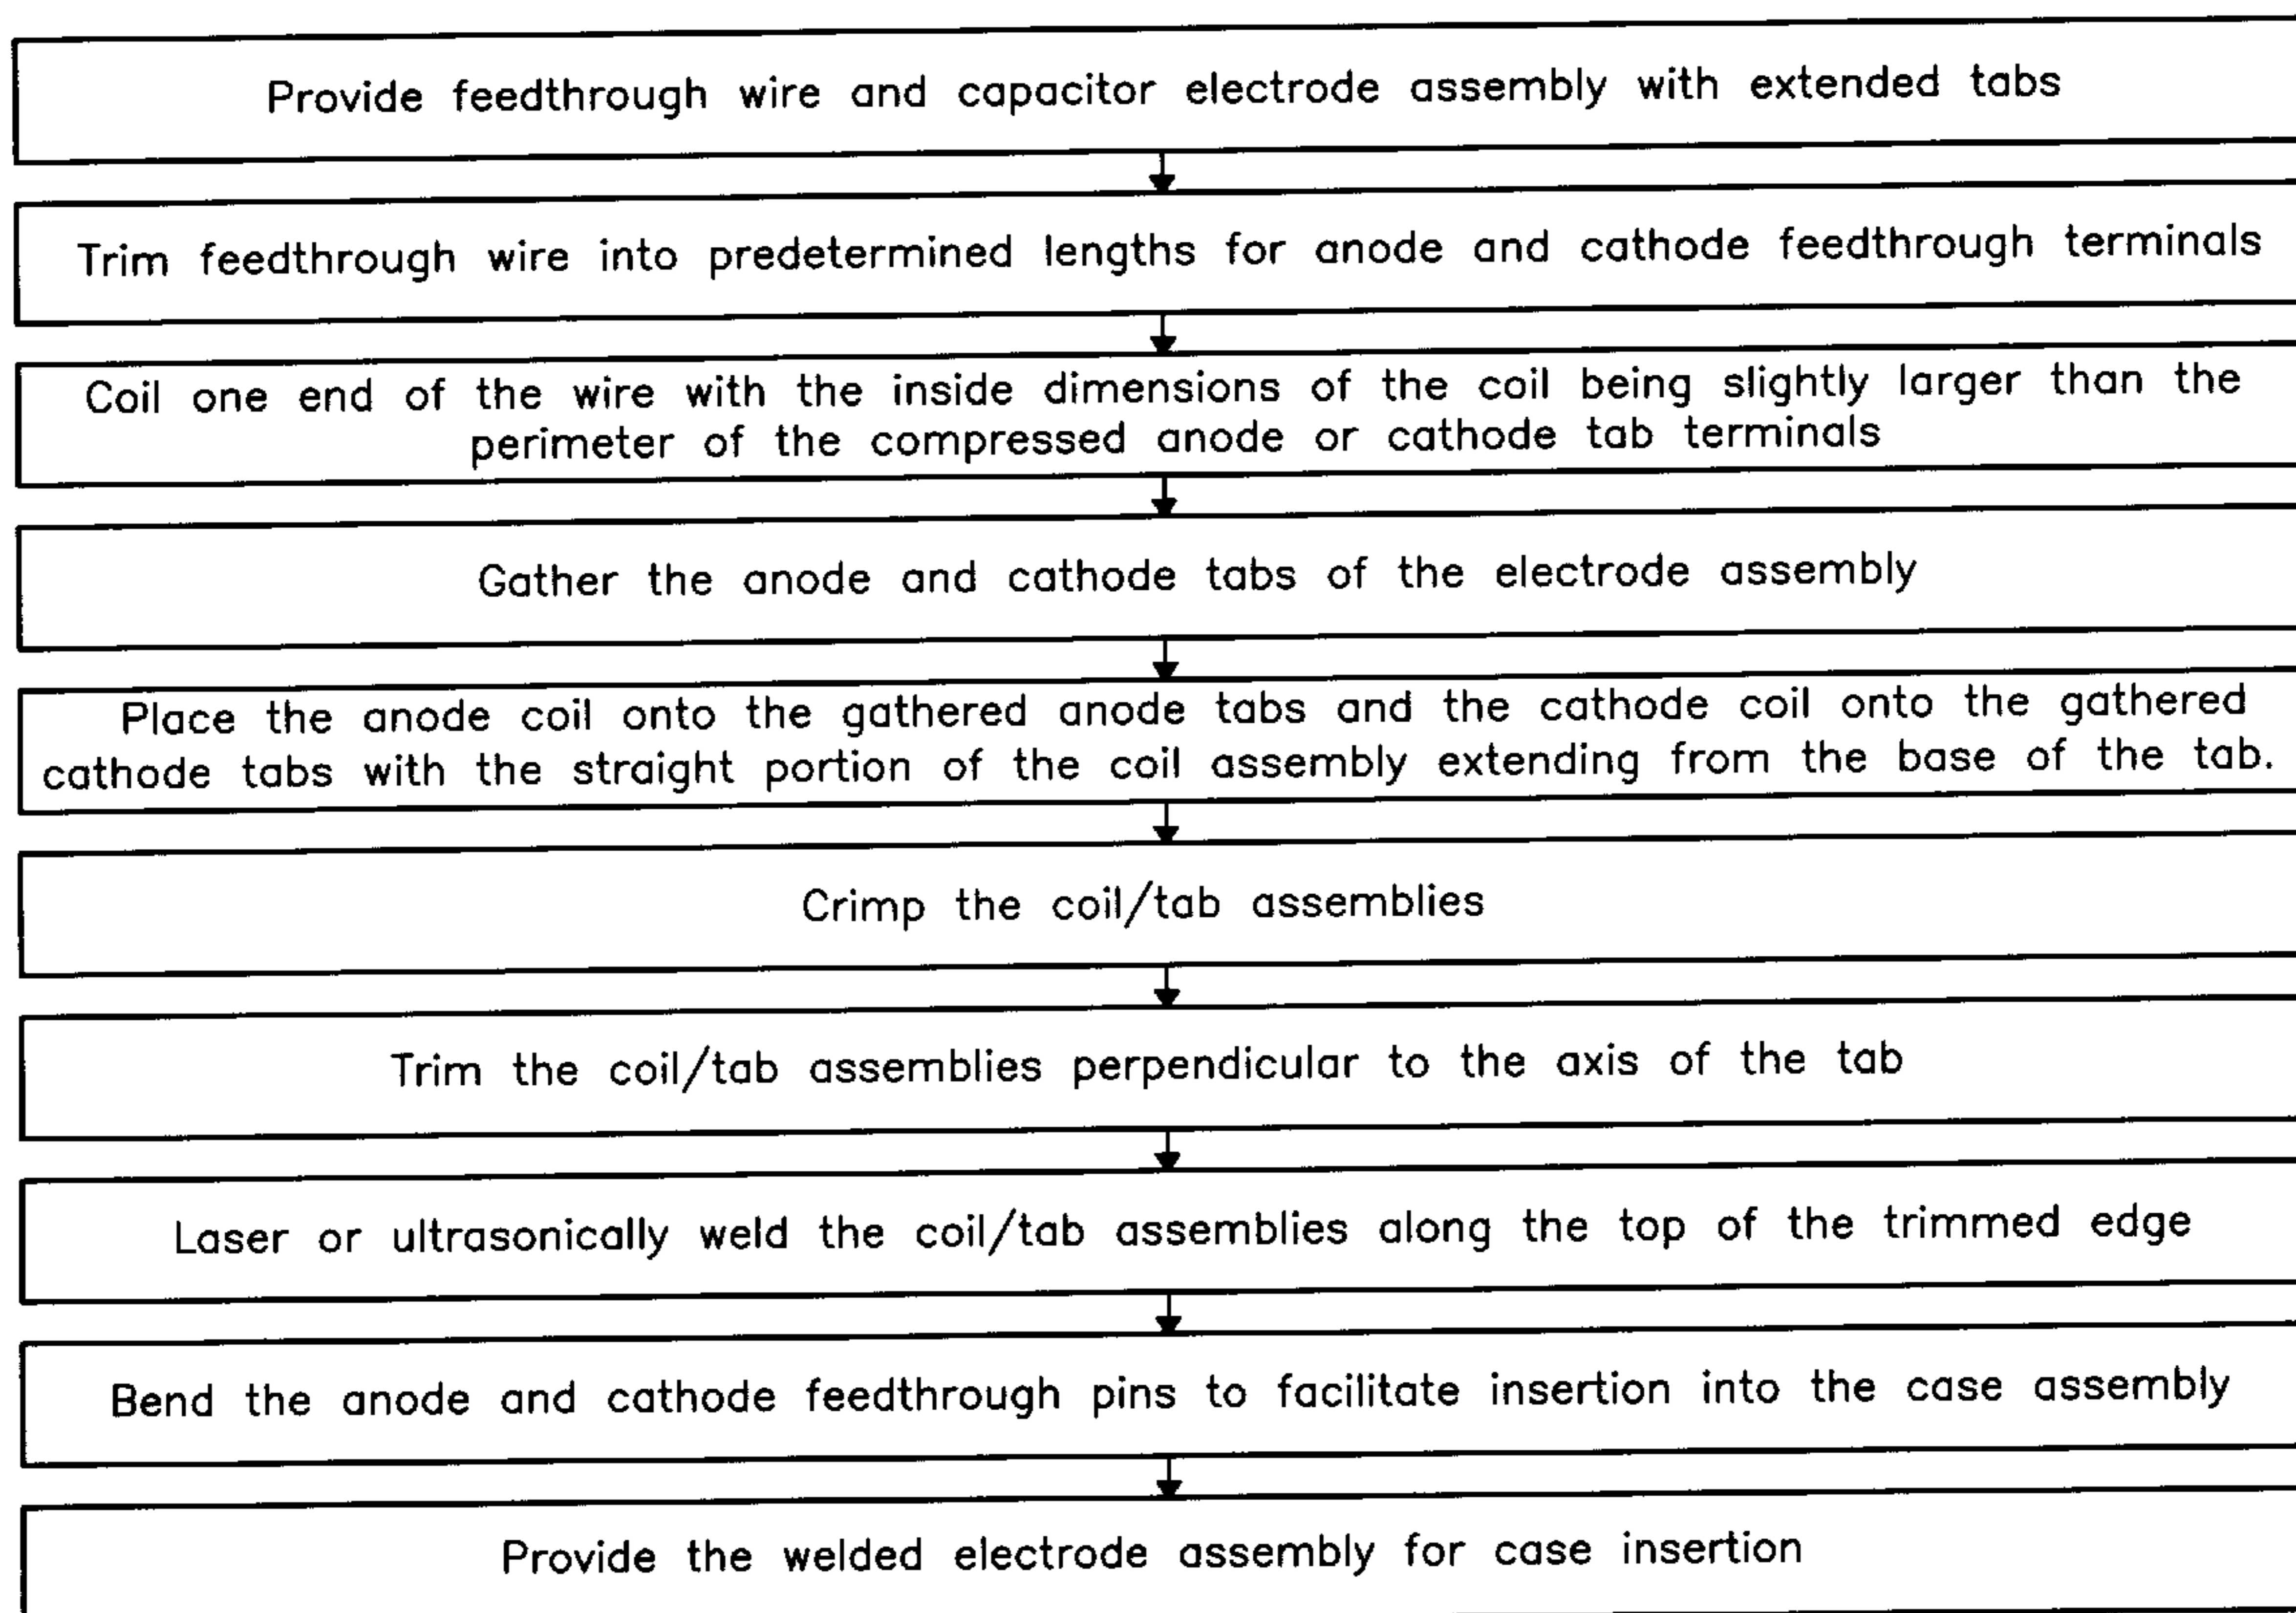 Provide feedthrough wire and capacitor electrode assembly with extended tabs
Trim feedthrough wire into predetermined lengths for anode and cathode feedthrough terminals
Coil one end of the wire with the inside dimensions of the coil being slightly larger than the
perimeter of the compressed anode or cathode tab terminals
Gather the anode and cathode tabs of the electrode assembly
Place the anode coil onto the gathered anode tabs and the cathode coil onto the gathered
cathode tabs with the straight portion of the coil assembly extending from the base of the tab.
Crimp the coil/tab assemblies
Trim the coil/tab assemblies perpendicular to the axis of the tab
Laser or ultrasonically weld the coil/tab assemblies along the top of the trimmed edge
Bend the anode and cathode feedthrough pins to facilitate insertion into the case assembly
Provide the welded electrode assembly for case insertion